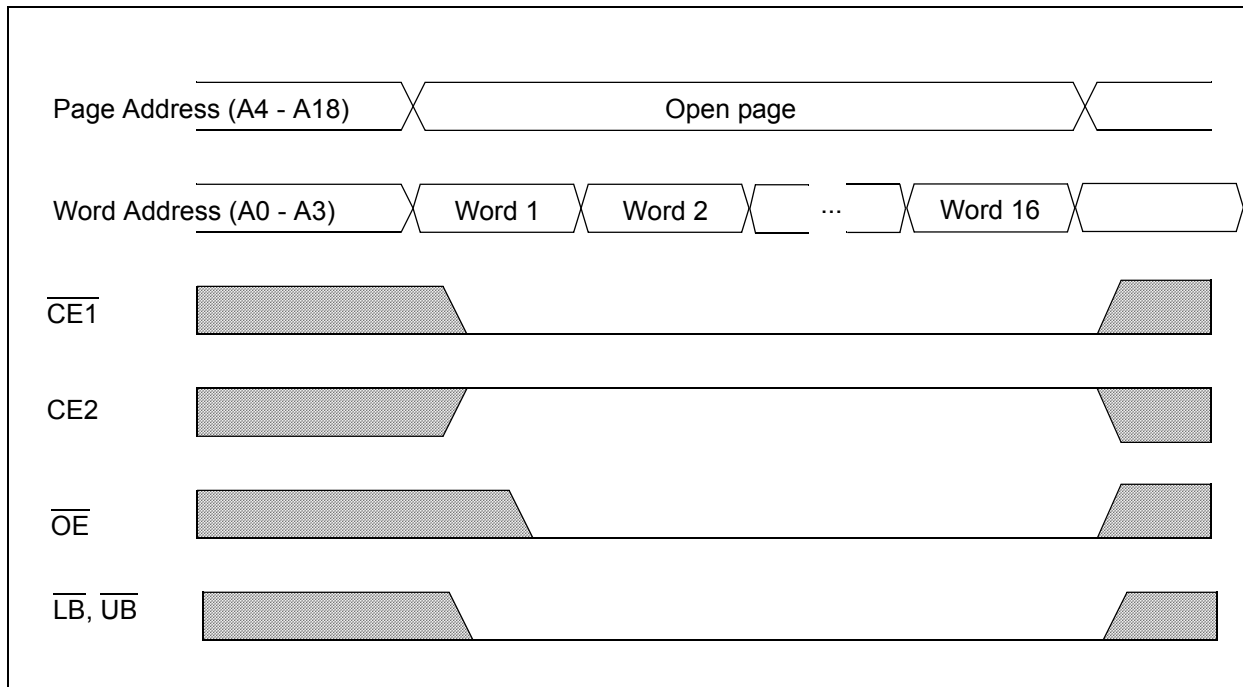 Page Address (A4 - A18)
Open page
Word Address (A0 - A3)
Word 1
Word 2
...
Word 16
CE1
CE2
OE
LB, UB